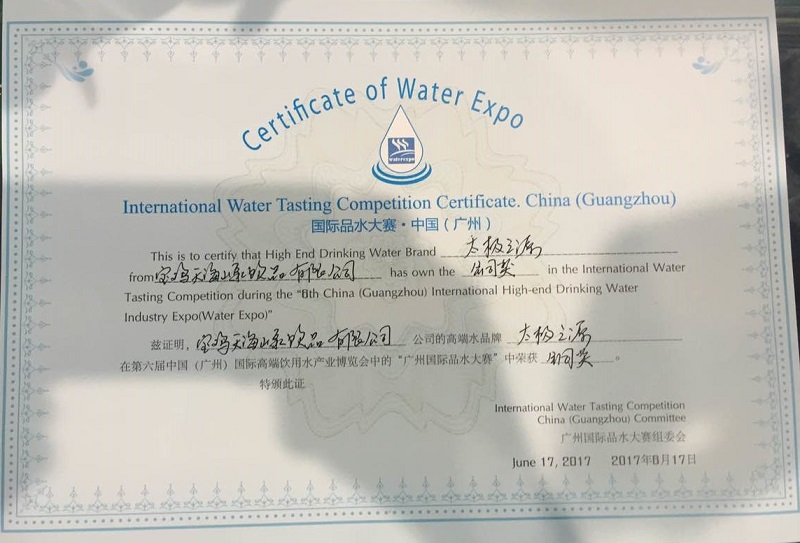 Certificate of Water Expo
waterexpo
International Water Tasting Competition Certificate. China (Guangzhou)
国际品水大赛·中国(广州)
This is to certify that High End Drinking Water Brand 太极之源
from 宝鸡天海山泉饮品有限公司 has own the in the International Water
Tasting Competition during the "6th China (Guangzhou) International High-end Drinking Water
Industry Expo(Water Expo)"
兹证明, 宝鸡天海山泉饮品有限公司 公司的高端水品牌 太极之源
在第六届中国(广州)国际高端饮用水产业博览会中的"广州国际品水大赛"中荣获 。
特颁此证
International Water Tasting Competition
China (Guangzhou) Committee
广州国际品水大赛组委会
June 17, 2017 2017年6月17日